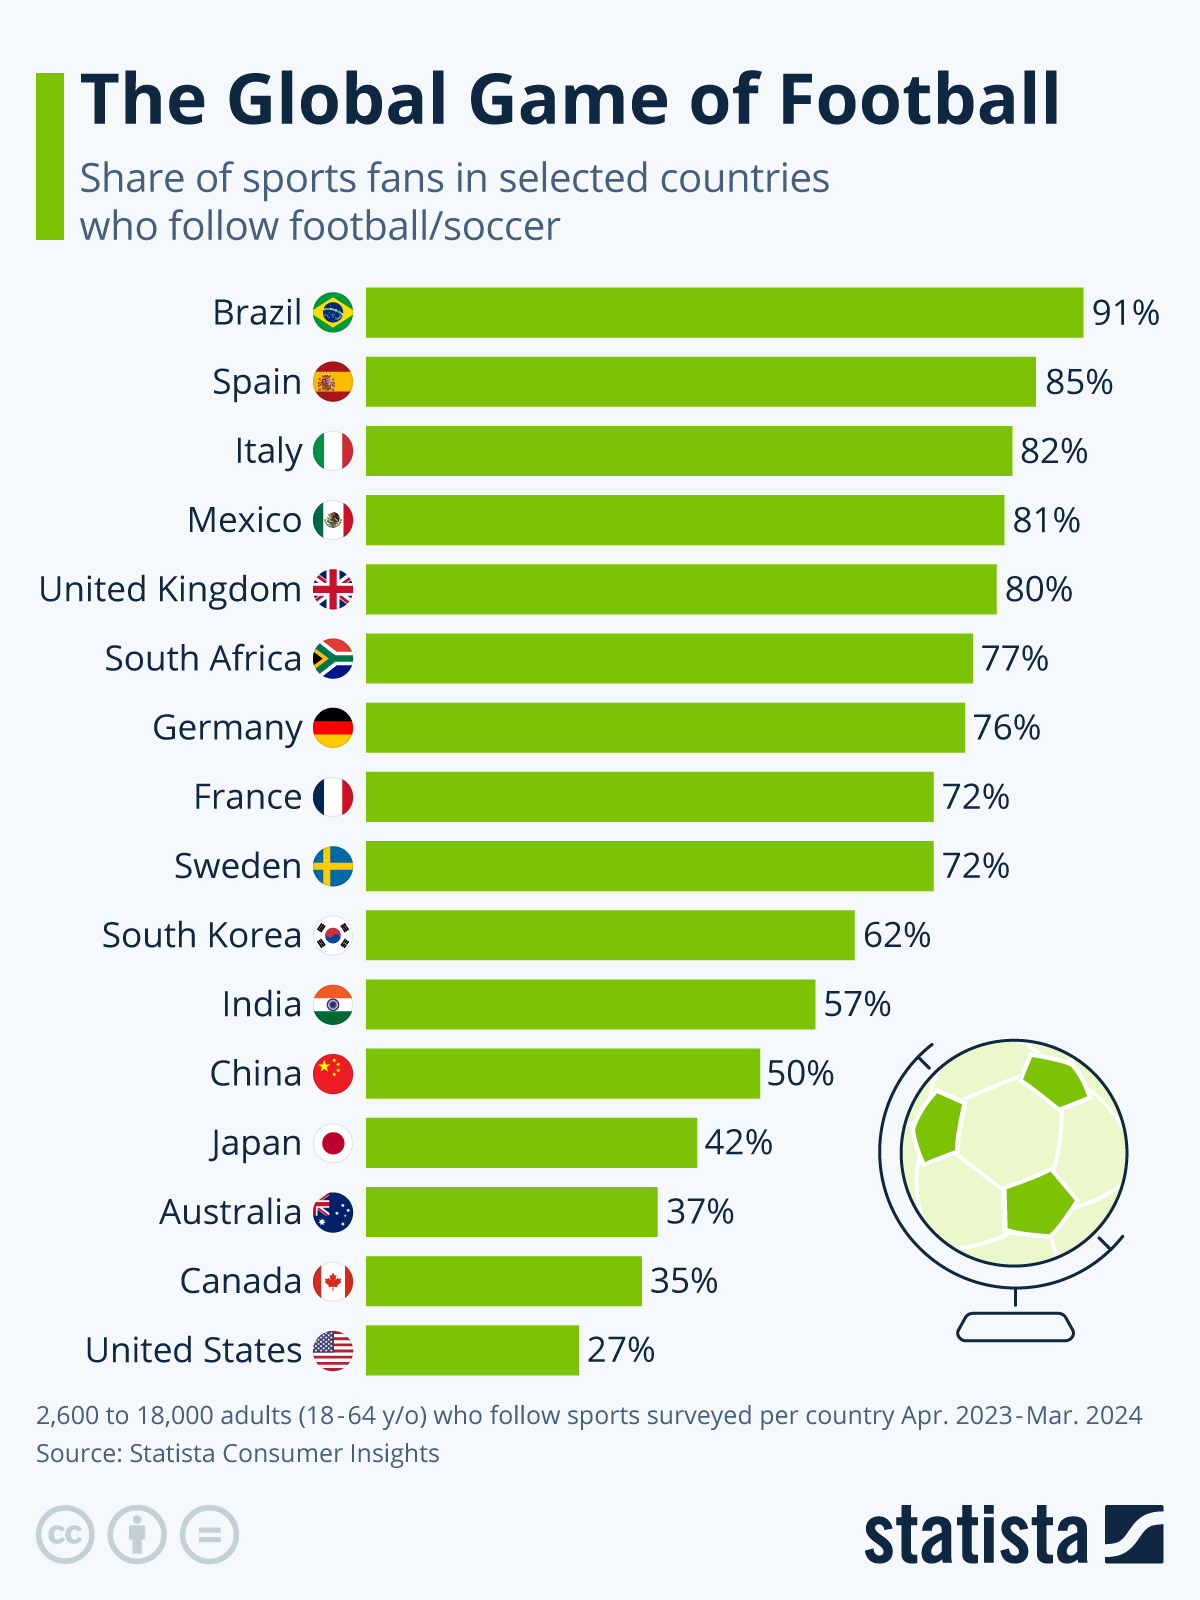 The Global Game of Football
Share of sports fans in selected countries
who follow football/soccer
Brazil 91%
Spain 85%
Italy 82%
Mexico 81%
United Kingdom 80%
South Africa 77%
Germany 76%
France 72%
Sweden 72%
South Korea 62%
India 57%
China 50%
Japan 42%
Australia 37%
Canada 35%
United States 27%
2,600 to 18,000 adults (18-64 y/o) who follow sports surveyed per country Apr. 2023-Mar. 2024
Source: Statista Consumer Insights
cc
statista